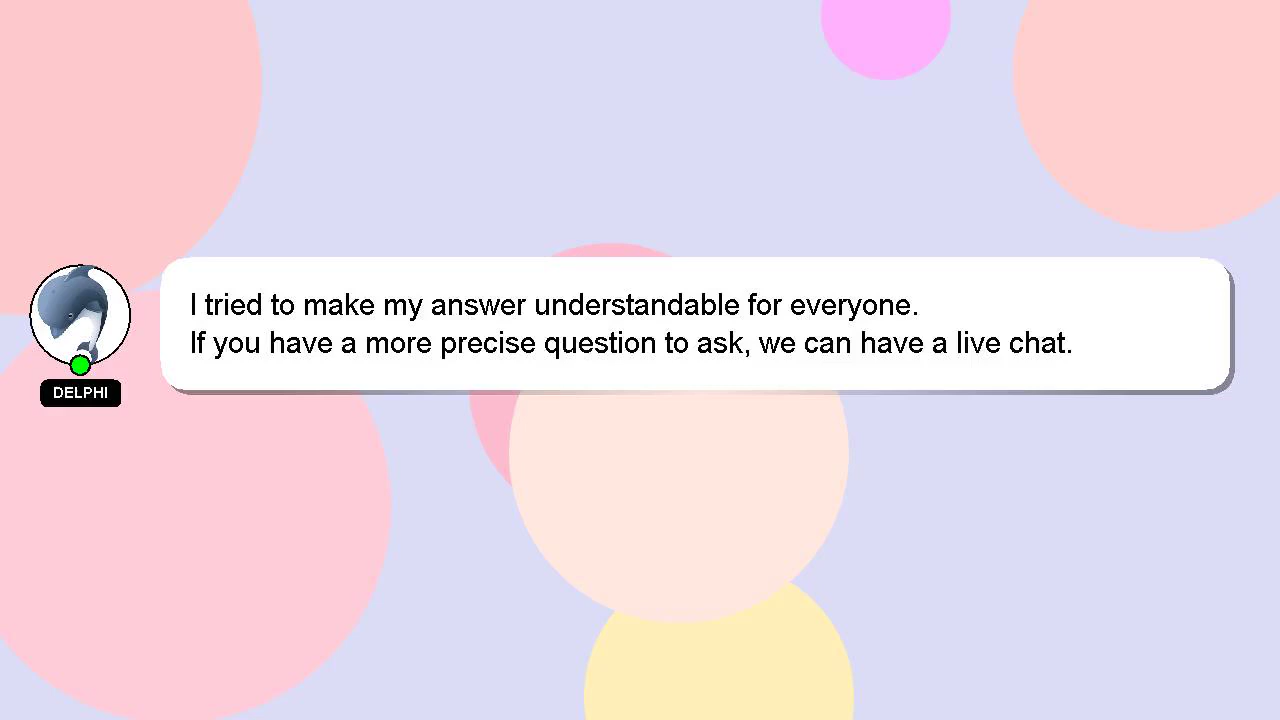 I tried to make my answer understandable for everyone.
If you have a more precise question to ask, we can have a live chat.
DELPHI